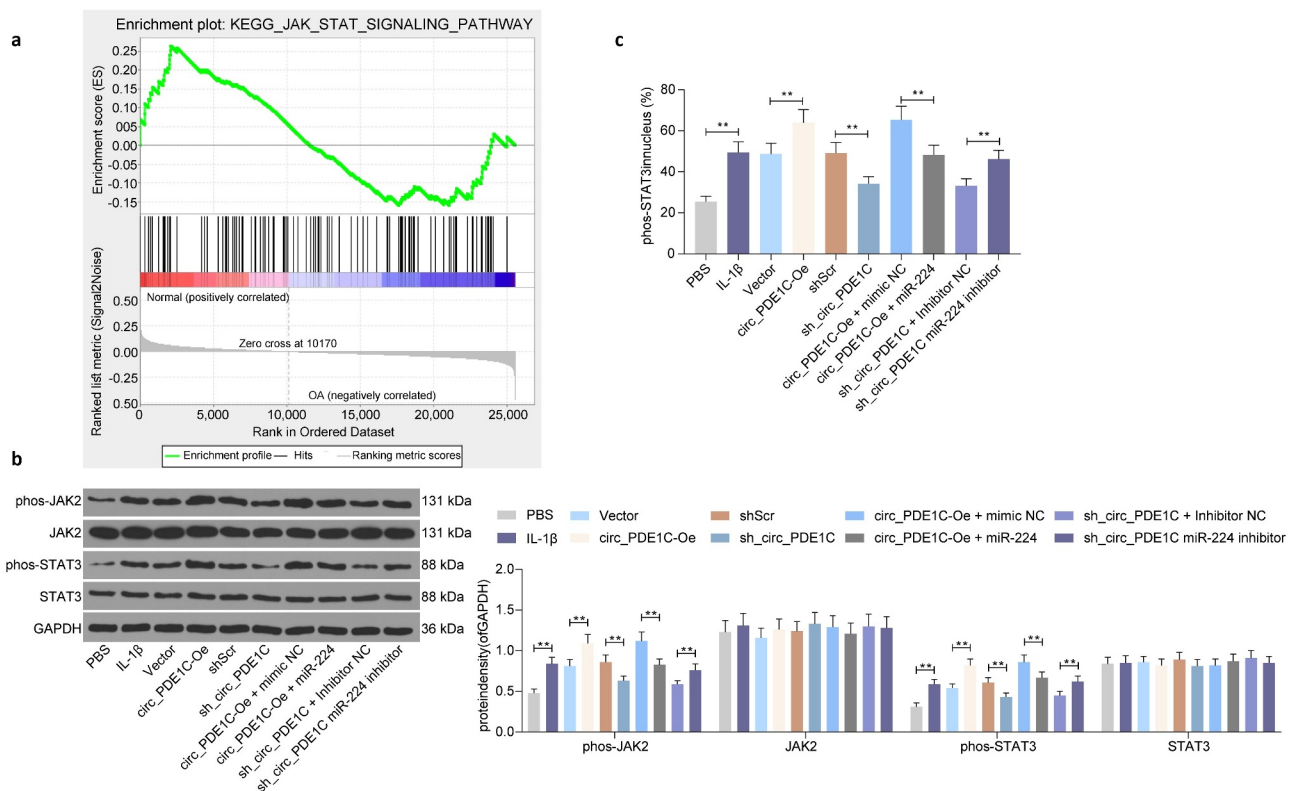 a
Enrichment plot: KEGG_JAK_STAT_SIGNALING_PATHWAY
Enrichment score (ES)
0.25
0.20
0.15
0.10
005
0.00
-0.05
-0.10
-0.15
Ranked list metric (Signal2Noise)
Normal (positively correlated)
0.50
0.25
0.00
-0.25
0.50
Zero cross at 10170
OA (negatively correlated)
0 5,000 10,000 15,000 20,000 25,000
Rank in Ordered Dataset
Enrichment profile Hits Ranking metric scores
c
phos-STAT3innucleus (%)
80
60
40
20
0
** ** ** ** **
PBS
IL-1β
Vector
circ_PDE1C-Oe
shScr
sh_circ_PDE1C
circ_PDE1C-Oe + mimic NC
circ_PDE1C-Oe + miR-224
sh_circ_PDE1C + Inhibitor NC
sh_circ_PDE1C miR-224 inhibitor
b
phos-JAK2 131 kDa
JAK2 131 kDa
phos-STAT3 88 kDa
STAT3 88 kDa
GAPDH 36 kDa
PBS
IL-1β
Vector
circ_PDE1C-Oe
shScr
sh_circ_PDE1C
circ_PDE1C-Oe + mimic NC
circ_PDE1C-Oe + miR-224
sh_circ_PDE1C + Inhibitor NC
sh_circ_PDE1C miR-224 inhibitor
PBS Vector shScr circ_PDE1C-Oe + mimic NC sh_circ_PDE1C + Inhibitor NC
IL-1β circ_PDE1C-Oe sh_circ_PDE1C circ_PDE1C-Oe + miR-224 sh_circ_PDE1C miR-224 inhibitor
proteindensity(ofGAPDH)
2.0
1.5
1.0
0.5
0.0
** ** ** ** **
** ** ** ** **
phos-JAK2 JAK2 phos-STAT3 STAT3